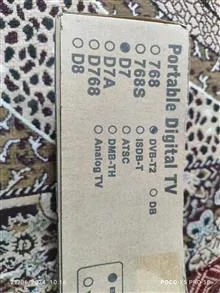 Portable Digital TV
768
768S
D7
D7A
D768
D8
DVB-T2
ISDB-T
ATSC
DMB-TH
Analog TV
DB